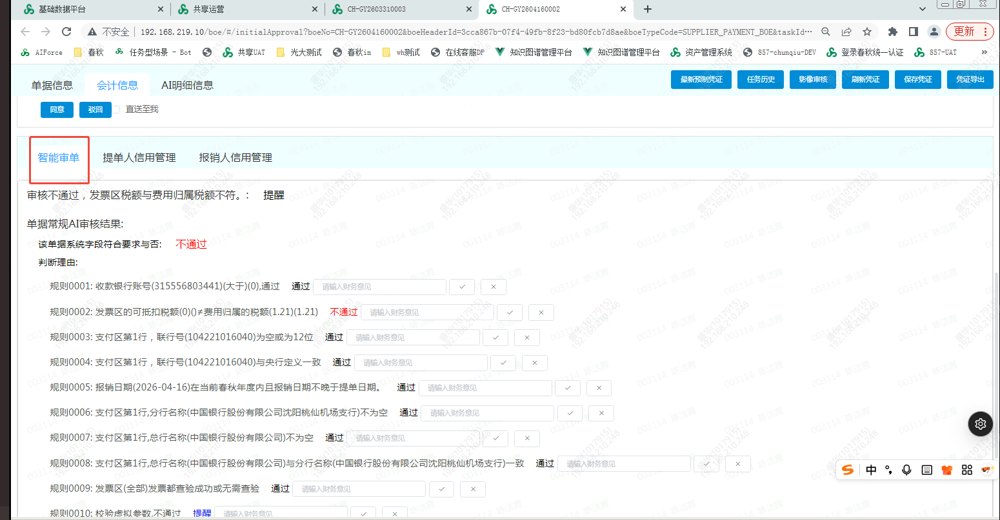 基础数据平台
共享运营
CH-GY2603310003
CH-GY2604160002
不安全
192.168.219.10/boe/#/initialApproval?boeNo=CH-GY2604160002&boeHeaderId=3cca867b-07f4-49fb-8f23-bd80fcb7d8ae&boeTypeCode=SUPPLIER_PAYMENT_BOE&taskId···
更新
AIForce
春秋
任务型场景 - Bot
共享UAT
光大测试
春秋im
wh测试
在线客服DP
知识图谱管理平台
知识图谱管理平台
资产管理系统
857-chunqiu-DEV
登录春秋统一认证
857-UAT
»
单据信息
会计信息
AI明细信息
最新预制凭证
任务历史
影像审核
刷新凭证
保存凭证
凭证导出
同意
驳回
直送至我
智能审单
提单人信用管理
报销人信用管理
审核不通过，发票区税额与费用归属税额不符。: 提醒
单据常规AI审核结果:
该单据系统字段符合要求与否: 不通过
判断理由:
规则0001: 收款银行账号(315556803441)(大于)(0),通过 通过 请输入财务意见
规则0002: 发票区的可抵扣税额(0)()≠费用归属的税额(1.21)(1.21) 不通过 请输入财务意见
规则0003: 支付区第1行，联行号(104221016040)为空或为12位 通过 请输入财务意见
规则0004: 支付区第1行，联行号(104221016040)与央行定义一致 通过 请输入财务意见
规则0005: 报销日期(2026-04-16)在当前春秋年度内且报销日期不晚于提单日期。 通过 请输入财务意见
规则0006: 支付区第1行,分行名称(中国银行股份有限公司沈阳桃仙机场支行)不为空 通过 请输入财务意见
规则0007: 支付区第1行,总行名称(中国银行股份有限公司)不为空 通过 请输入财务意见
规则0008: 支付区第1行,总行名称(中国银行股份有限公司)与分行名称(中国银行股份有限公司沈阳桃仙机场支行)一致 通过 请输入财务意见
规则0009: 发票区(全部)发票都查验成功或无需查验 通过 请输入财务意见
规则0010: 校验虚拟参数,不通过 提醒 请输入财务意见
中